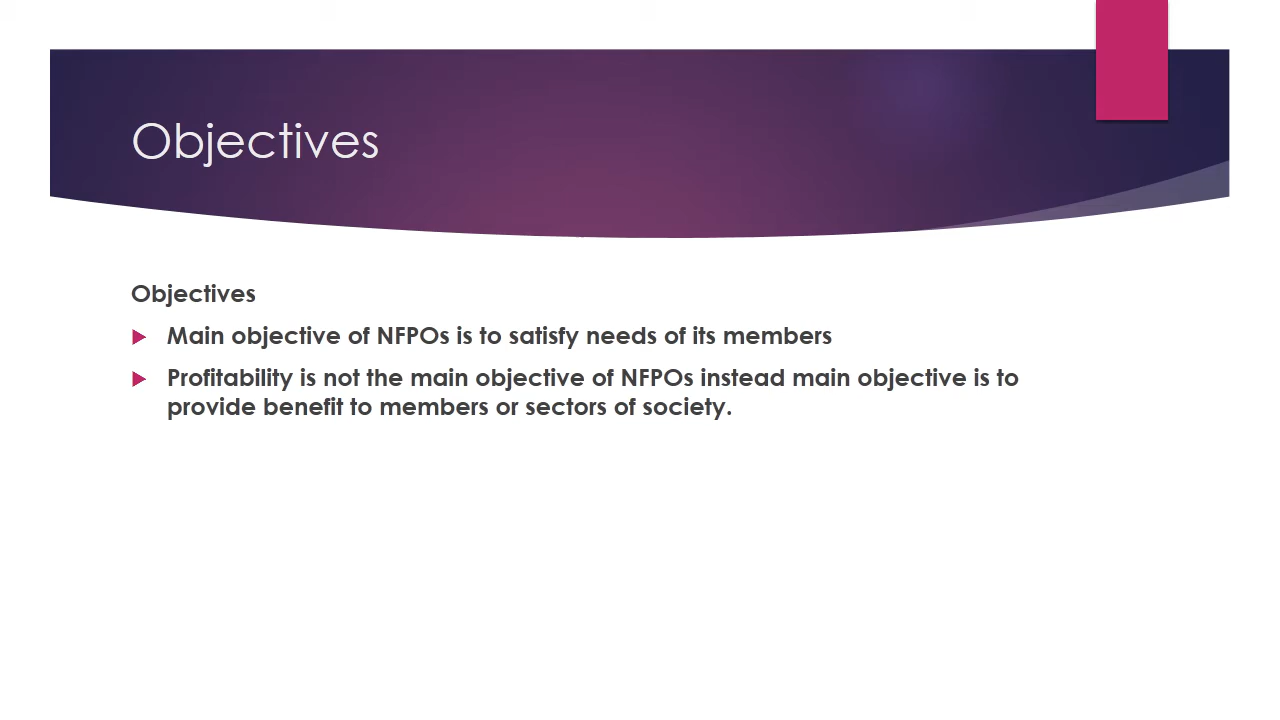 Objectives
Objectives
Main objective of NFPOs is to satisfy needs of its members
Profitability is not the main objective of NFPOs instead main objective is to
provide benefit to members or sectors of society.